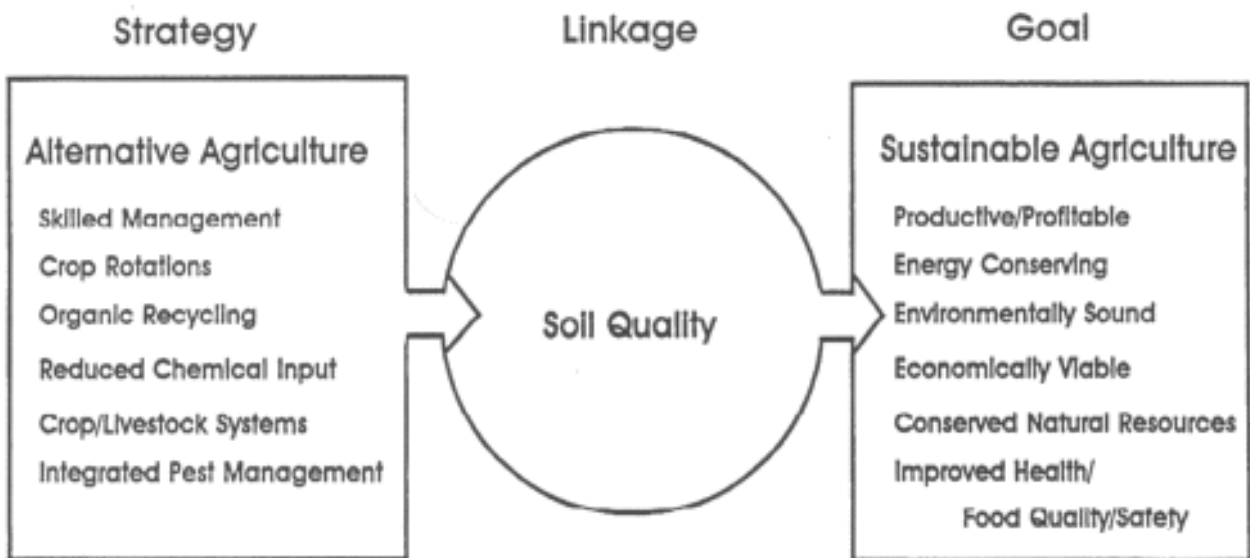 Strategy
Linkage
Goal
Alternative Agriculture
Skilled Management
Crop Rotations
Organic Recycling
Reduced Chemical Input
Crop/Livestock Systems
Integrated Pest Management
Soil Quality
Sustainable Agriculture
Productive/Profitable
Energy Conserving
Environmentally Sound
Economically Viable
Conserved Natural Resources
Improved Health/
Food Quality/Safety